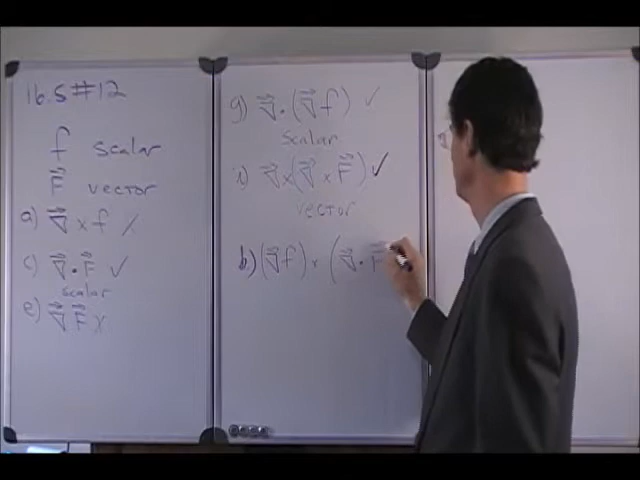 16.5 #12
f scalar
F⃗ vector
a) ∇⃗ × f ✗
c) ∇⃗ · F⃗ ✓
scalar
e) ∇⃗ F⃗ ✗
g) ∇⃗ · (∇⃗ f) ✓
scalar
i) ∇⃗ × (∇⃗ × F⃗) ✓
vector
k) (∇⃗ f) × (∇⃗ · F⃗